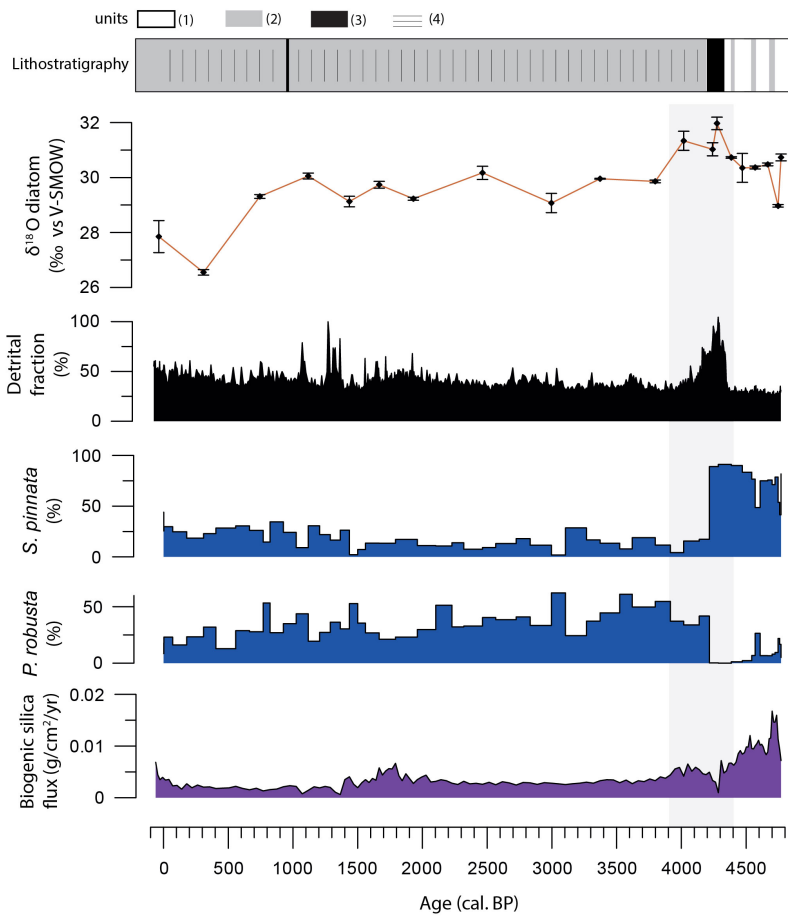 units (1) (2) (3) (4)
Lithostratigraphy
δ¹⁸O diatom
(‰ vs V-SMOW)
32
30
28
26
Detrital
fraction
(%)
100
50
0
S. pinnata
(%)
100
50
0
P. robusta
(%)
50
0
Biogenic silica
flux (g/cm²/yr)
0.02
0.01
0
0 500 1000 1500 2000 2500 3000 3500 4000 4500
Age (cal. BP)